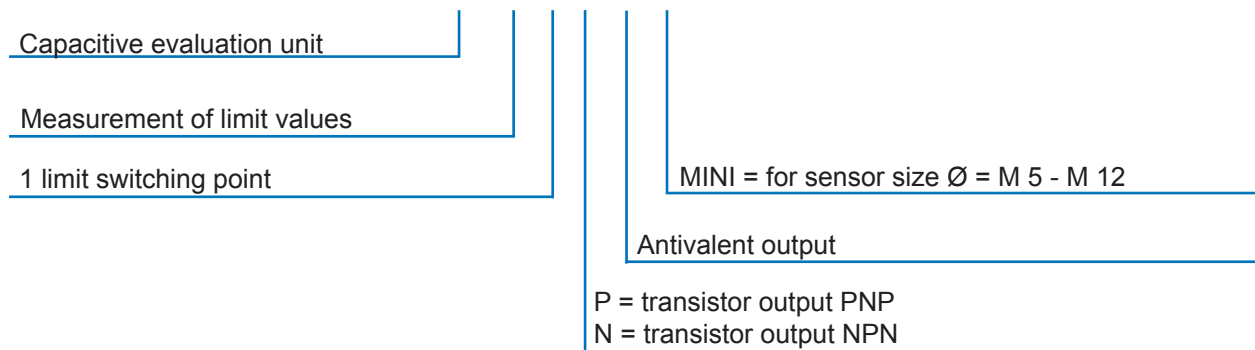 Capacitive evaluation unit
Measurement of limit values
1 limit switching point
MINI = for sensor size Ø = M 5 - M 12
Antivalent output
P = transistor output PNP
N = transistor output NPN